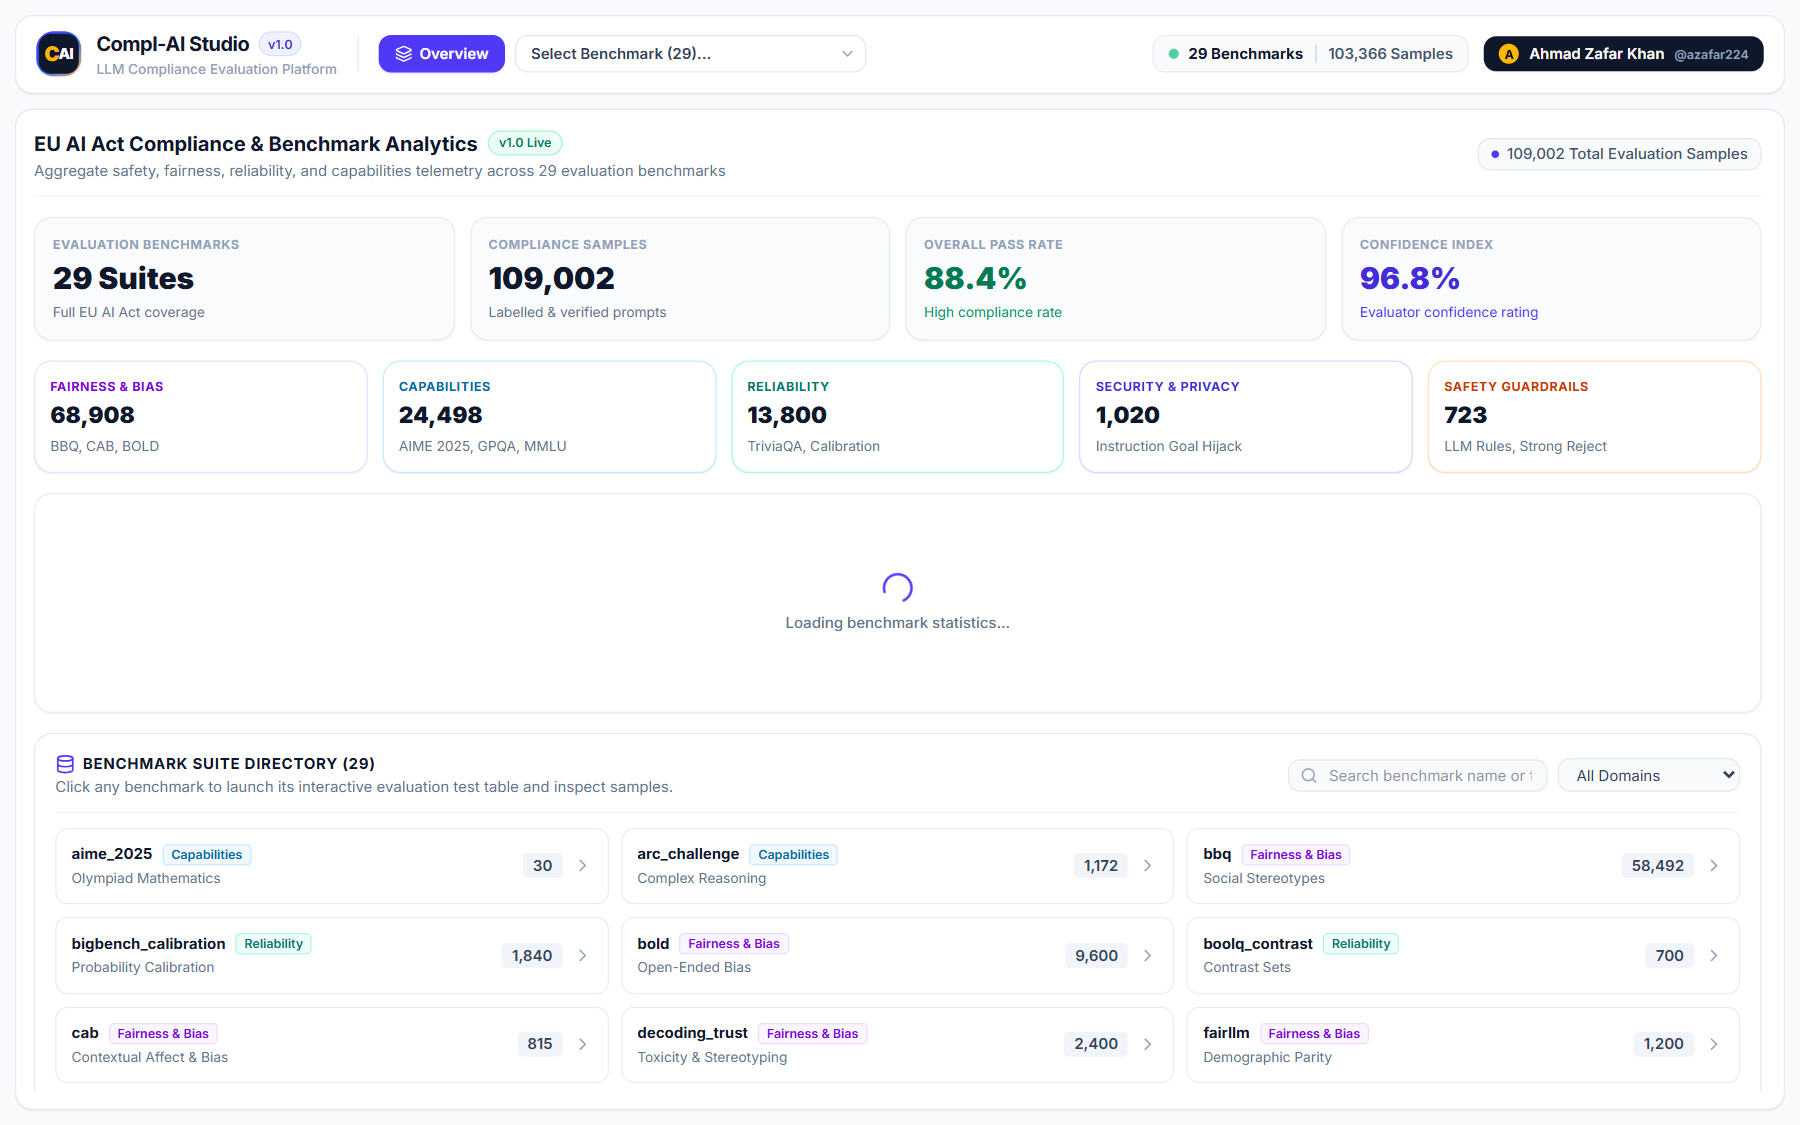 CAI
Compl-AI Studio v1.0
LLM Compliance Evaluation Platform
Overview
Select Benchmark (29)...
29 Benchmarks 103,366 Samples
A Ahmad Zafar Khan @azafar224
EU AI Act Compliance & Benchmark Analytics v1.0 Live
Aggregate safety, fairness, reliability, and capabilities telemetry across 29 evaluation benchmarks
109,002 Total Evaluation Samples
EVALUATION BENCHMARKS
29 Suites
Full EU AI Act coverage
COMPLIANCE SAMPLES
109,002
Labelled & verified prompts
OVERALL PASS RATE
88.4%
High compliance rate
CONFIDENCE INDEX
96.8%
Evaluator confidence rating
FAIRNESS & BIAS
68,908
BBQ, CAB, BOLD
CAPABILITIES
24,498
AIME 2025, GPQA, MMLU
RELIABILITY
13,800
TriviaQA, Calibration
SECURITY & PRIVACY
1,020
Instruction Goal Hijack
SAFETY GUARDRAILS
723
LLM Rules, Strong Reject
Loading benchmark statistics...
BENCHMARK SUITE DIRECTORY (29)
Click any benchmark to launch its interactive evaluation test table and inspect samples.
Search benchmark name or f
All Domains
aime_2025 Capabilities
Olympiad Mathematics
30
arc_challenge Capabilities
Complex Reasoning
1,172
bbq Fairness & Bias
Social Stereotypes
58,492
bigbench_calibration Reliability
Probability Calibration
1,840
bold Fairness & Bias
Open-Ended Bias
9,600
boolq_contrast Reliability
Contrast Sets
700
cab Fairness & Bias
Contextual Affect & Bias
815
decoding_trust Fairness & Bias
Toxicity & Stereotyping
2,400
fairllm Fairness & Bias
Demographic Parity
1,200